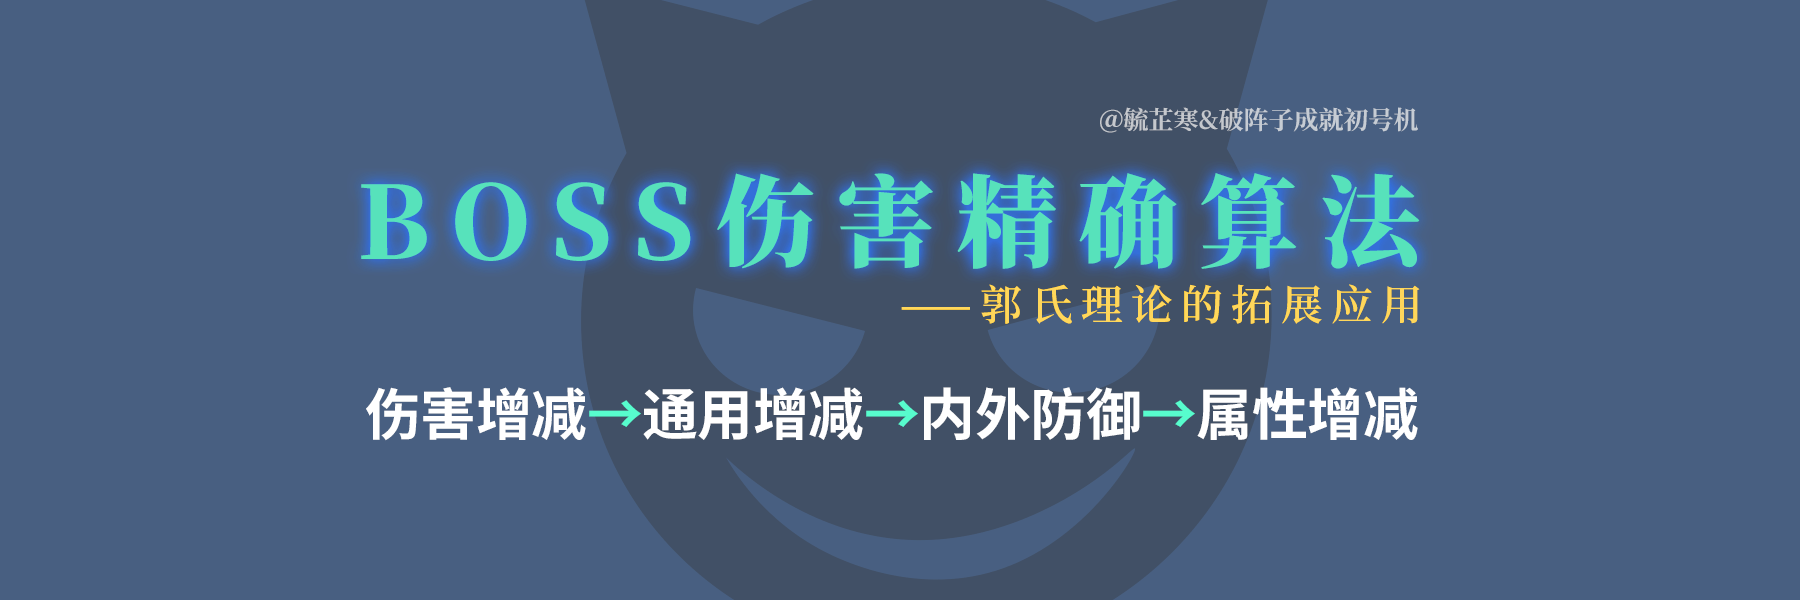 @毓芷寒&破阵子成就初号机
BOSS伤害精确算法
——郭氏理论的拓展应用
伤害增减→通用增减→内外防御→属性增减